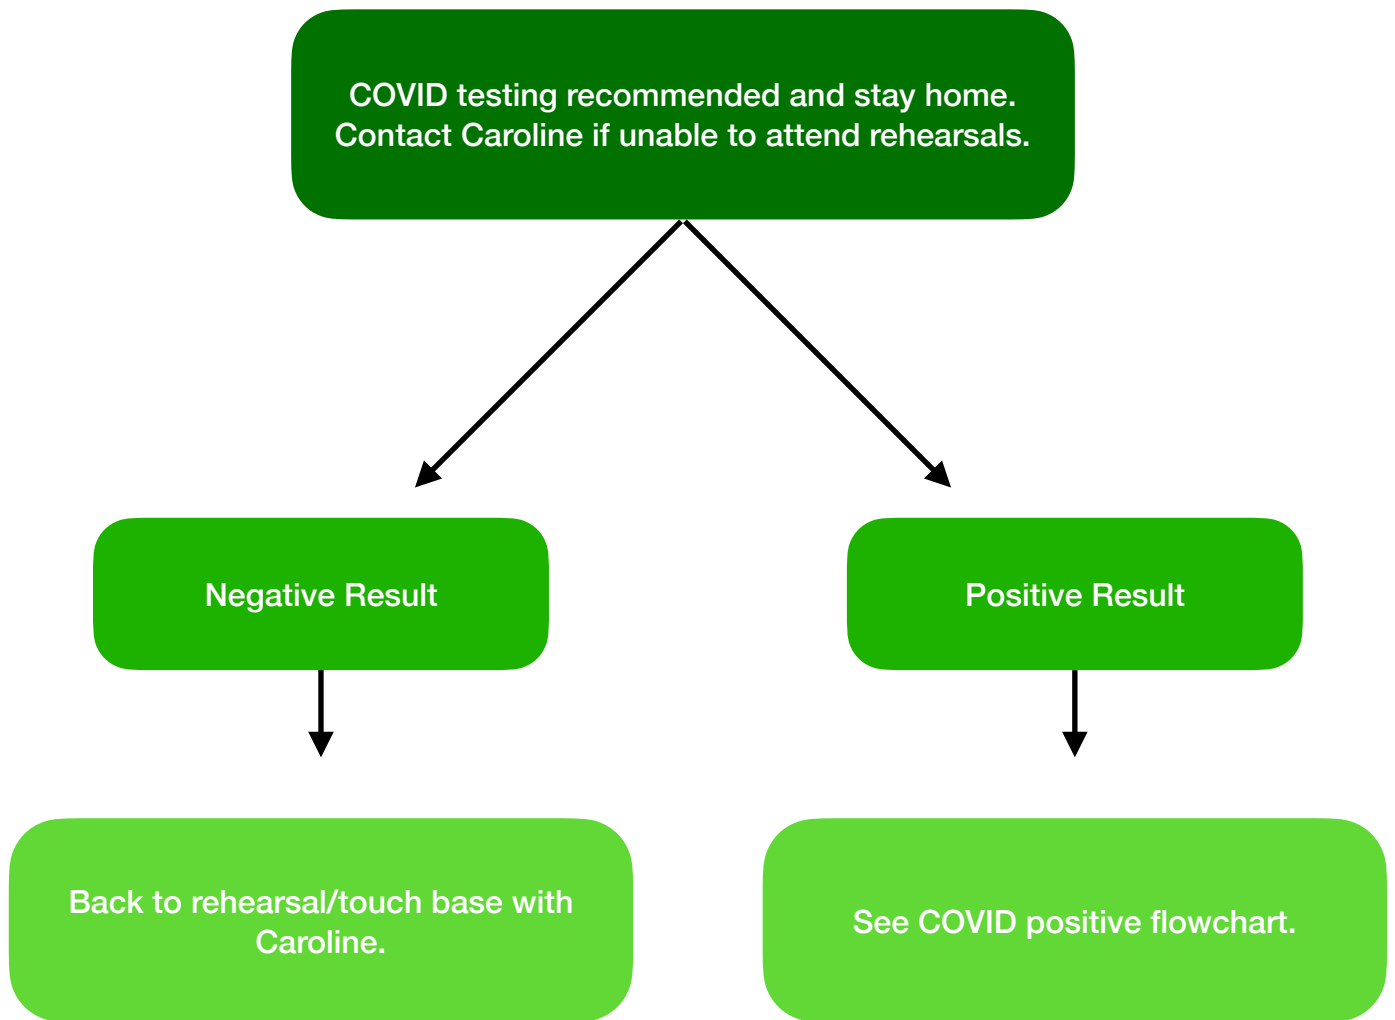 COVID testing recommended and stay home.
Contact Caroline if unable to attend rehearsals.
Negative Result
Positive Result
Back to rehearsal/touch base with
Caroline.
See COVID positive flowchart.